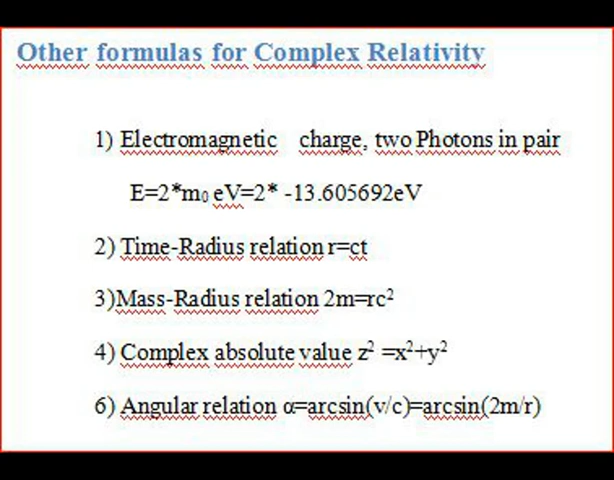 Other formulas for Complex Relativity
1) Electromagnetic charge, two Photons in pair
E=2*m₀ eV=2* -13.605692eV
2) Time-Radius relation r=ct
3)Mass-Radius relation 2m=rc²
4) Complex absolute value z² =x²+y²
6) Angular relation α=arcsin(v/c)=arcsin(2m/r)